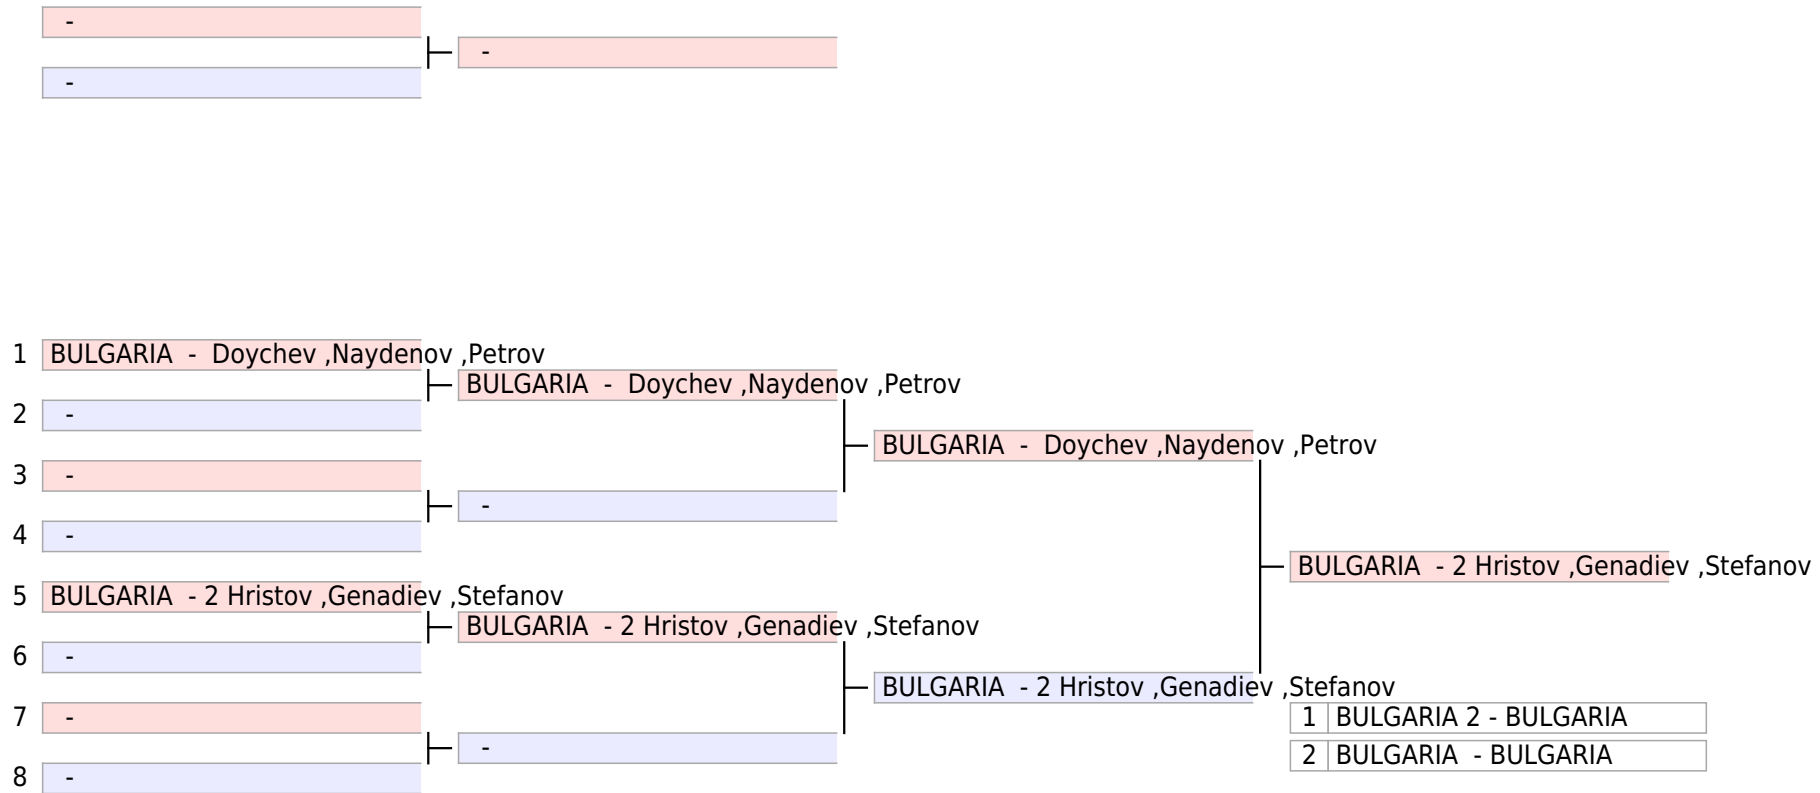 -
-
-
1 BULGARIA - Doychev ,Naydenov ,Petrov
BULGARIA - Doychev ,Naydenov ,Petrov
2 -
BULGARIA - Doychev ,Naydenov ,Petrov
3 -
-
4 -
BULGARIA - 2 Hristov ,Genadiev ,Stefanov
5 BULGARIA - 2 Hristov ,Genadiev ,Stefanov
BULGARIA - 2 Hristov ,Genadiev ,Stefanov
6 -
BULGARIA - 2 Hristov ,Genadiev ,Stefanov
7 -
1 BULGARIA 2 - BULGARIA
-
2 BULGARIA - BULGARIA
8 -